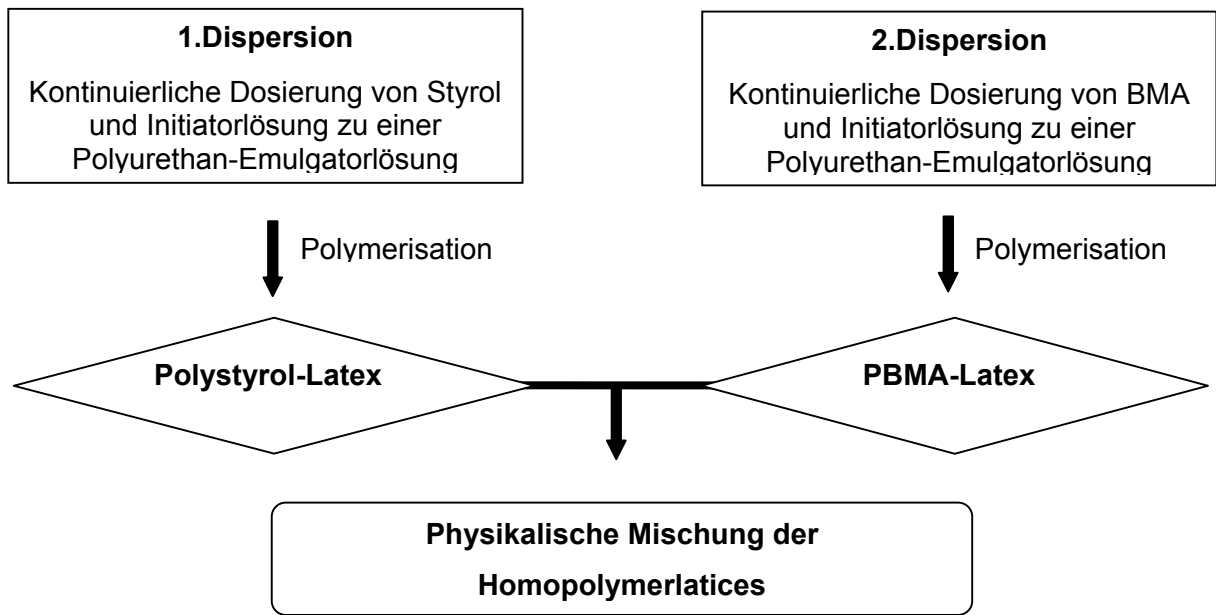 1.Dispersion
Kontinuierliche Dosierung von Styrol
und Initiatorlösung zu einer
Polyurethan-Emulgatorlösung
2.Dispersion
Kontinuierliche Dosierung von BMA
und Initiatorlösung zu einer
Polyurethan-Emulgatorlösung
Polymerisation
Polymerisation
Polystyrol-Latex
PBMA-Latex
Physikalische Mischung der
Homopolymerlatices